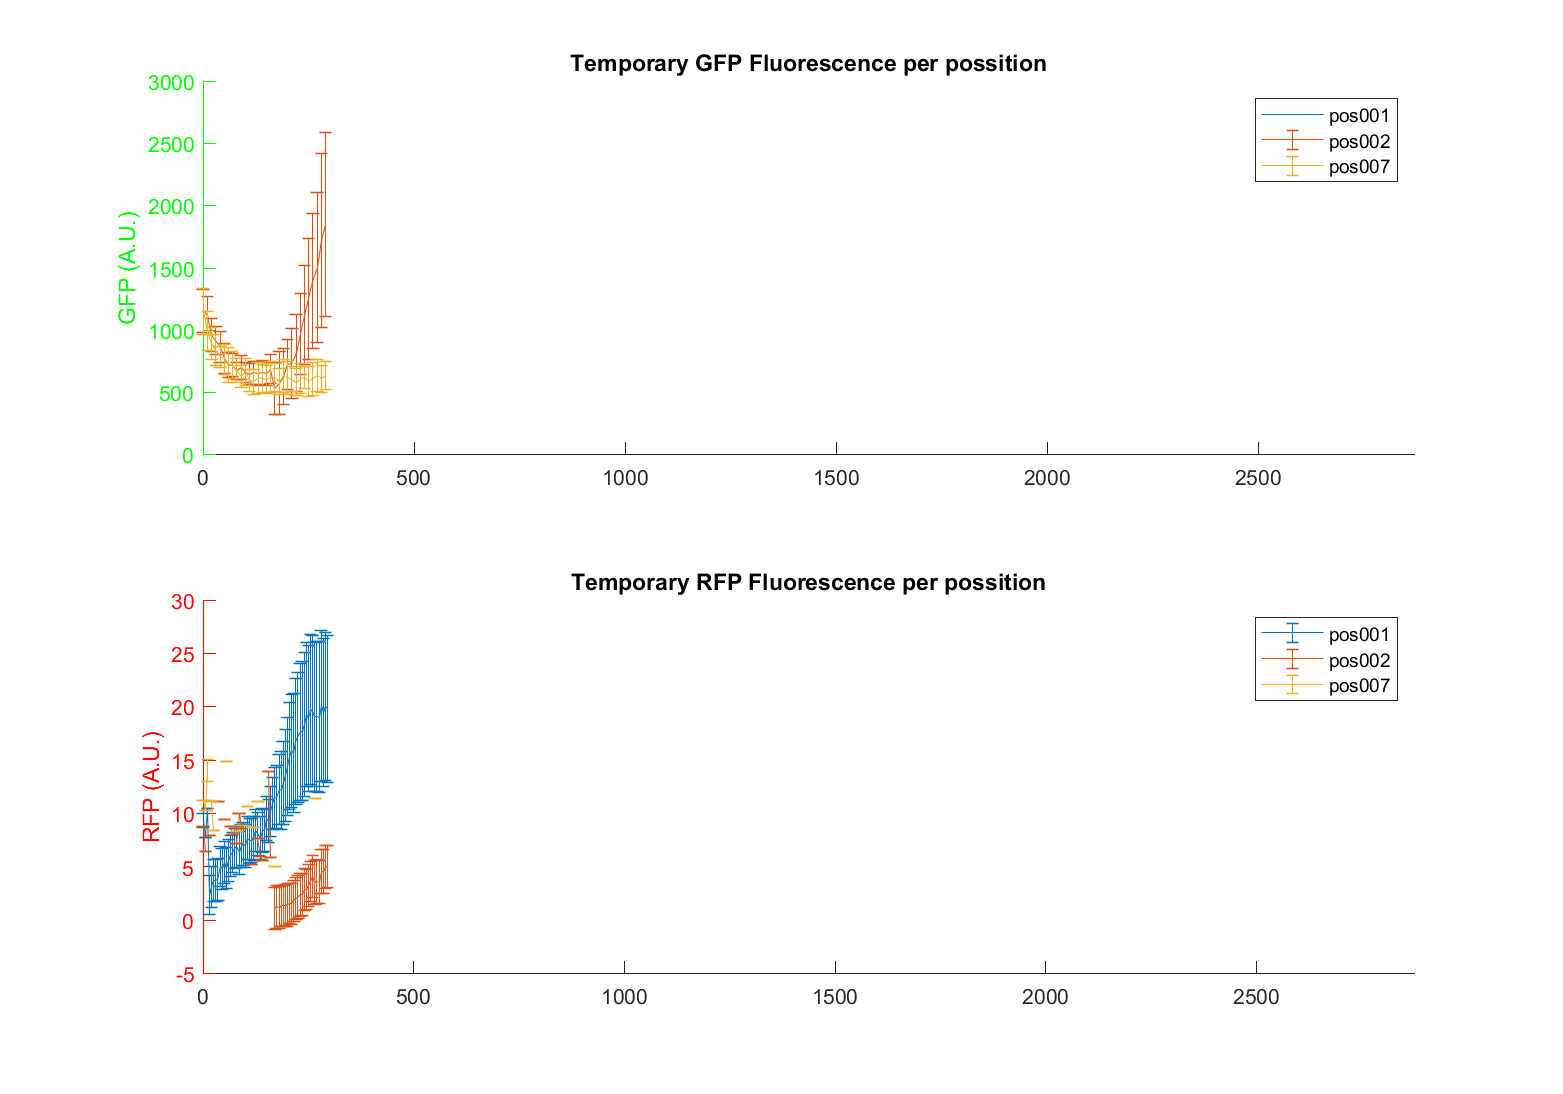 Temporary GFP Fluorescence per possition
3000
2500
2000
1500
1000
500
0
GFP (A.U.)
pos001
pos002
pos007
0 500 1000 1500 2000 2500
Temporary RFP Fluorescence per possition
30
25
20
15
10
5
0
-5
RFP (A.U.)
pos001
pos002
pos007
0 500 1000 1500 2000 2500